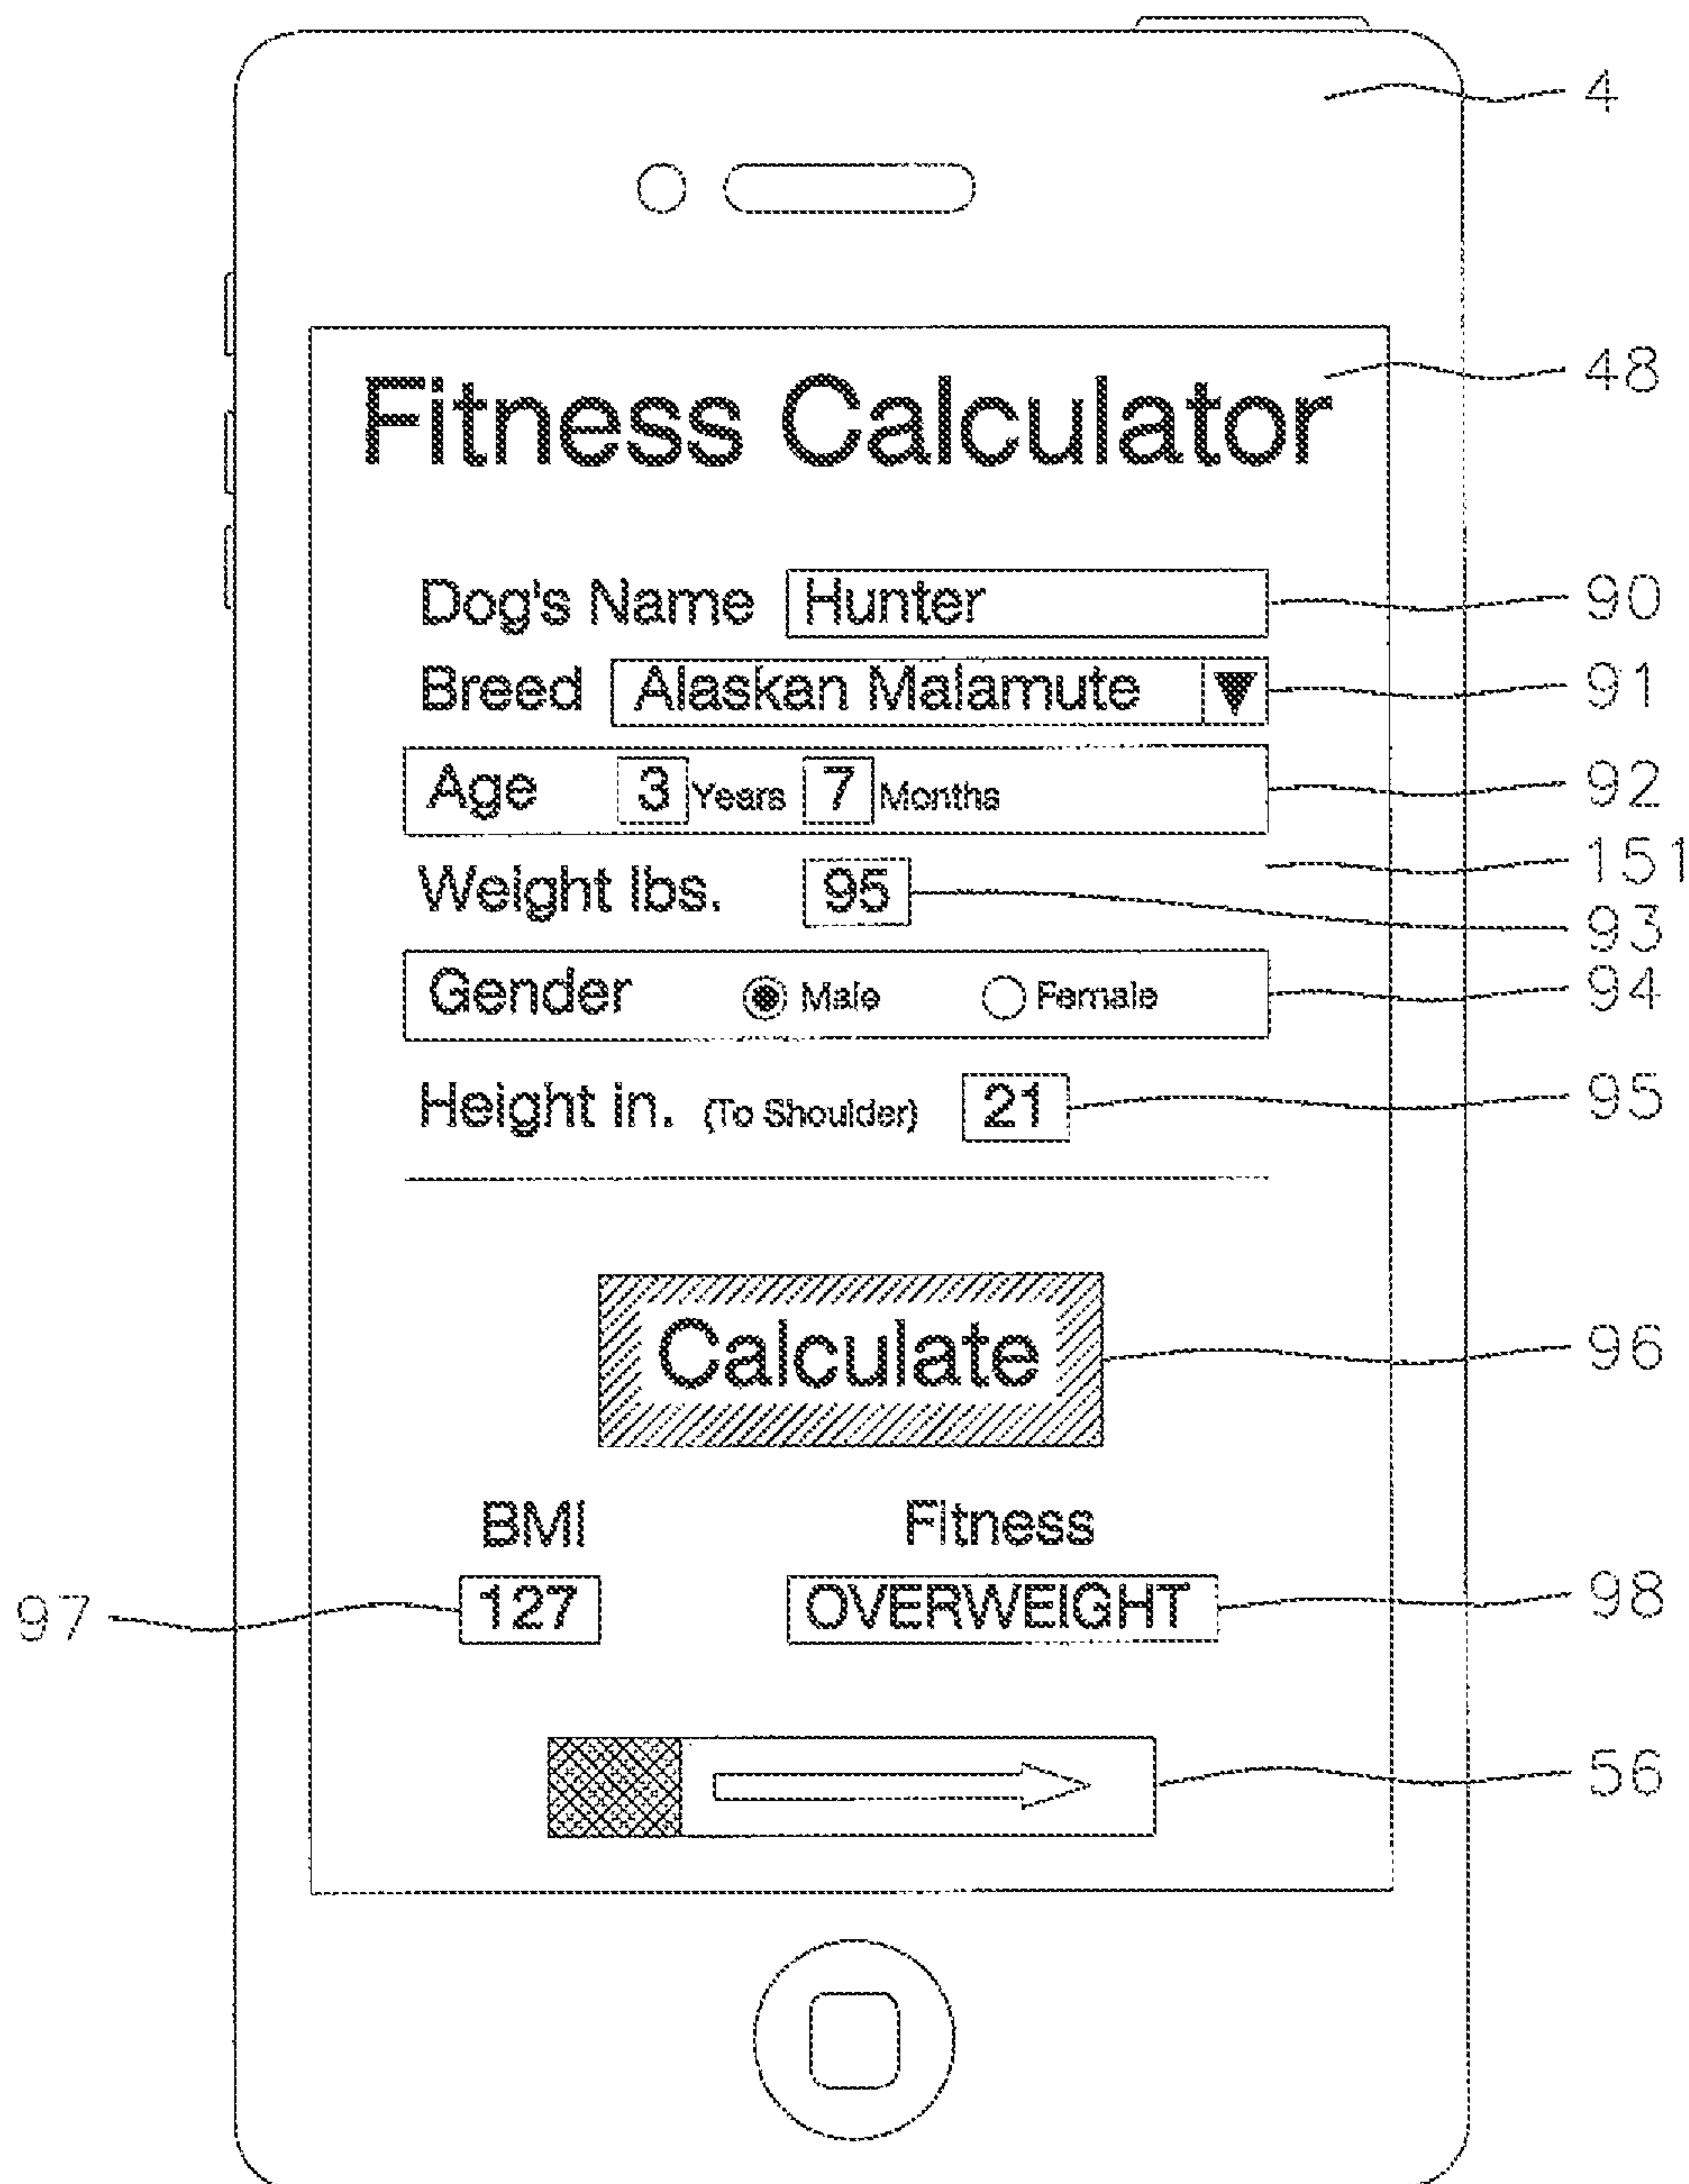 4
48
Fitness Calculator
Dog's Name Hunter 90
Breed Alaskan Malamute 91
Age 3 Years 7 Months 92
151
Weight lbs. 95
93
Gender Male Female 94
Height in. (To Shoulder) 21 95
Calculate 96
BMI Fitness
97 127 OVERWEIGHT 98
56